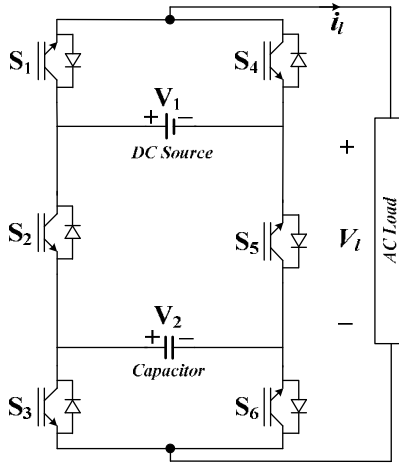 i_l
S1
S4
V1
+ −
DC Source
+
S2
S5
V_l
AC Load
V2
+ −
Capacitor
−
S3
S6